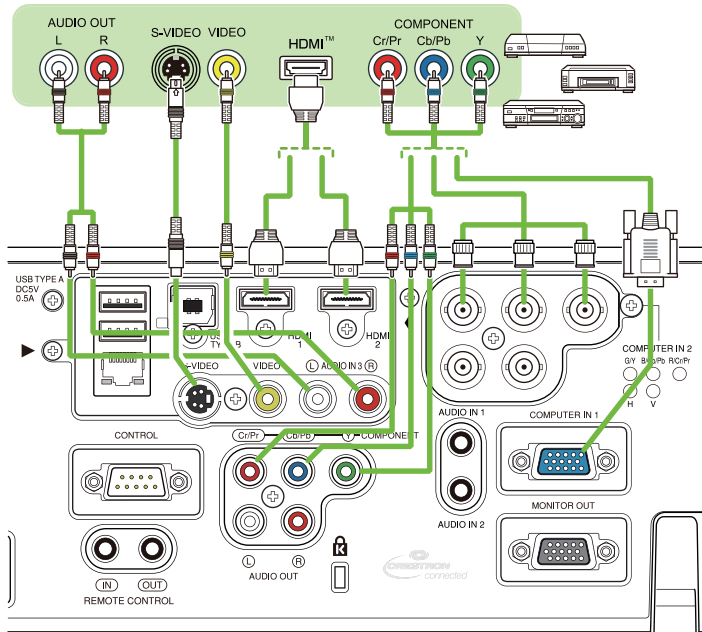 AUDIO OUT
L R
S-VIDEO VIDEO
HDMI™
COMPONENT
Cr/Pr Cb/Pb Y
USB TYPE A
DC5V
0.5A
HDMI
1
HDMI
2
S-VIDEO
VIDEO
L AUDIO IN 3 R
COMPUTER IN 2
G/Y B/Cb/Pb R/Cr/Pr
H V
CONTROL
Cr/Pr Cb/Pb Y COMPONENT
AUDIO IN 1
COMPUTER IN 1
AUDIO IN 2
MONITOR OUT
L R
AUDIO OUT
K
CRESTRON
connected
IN OUT
REMOTE CONTROL